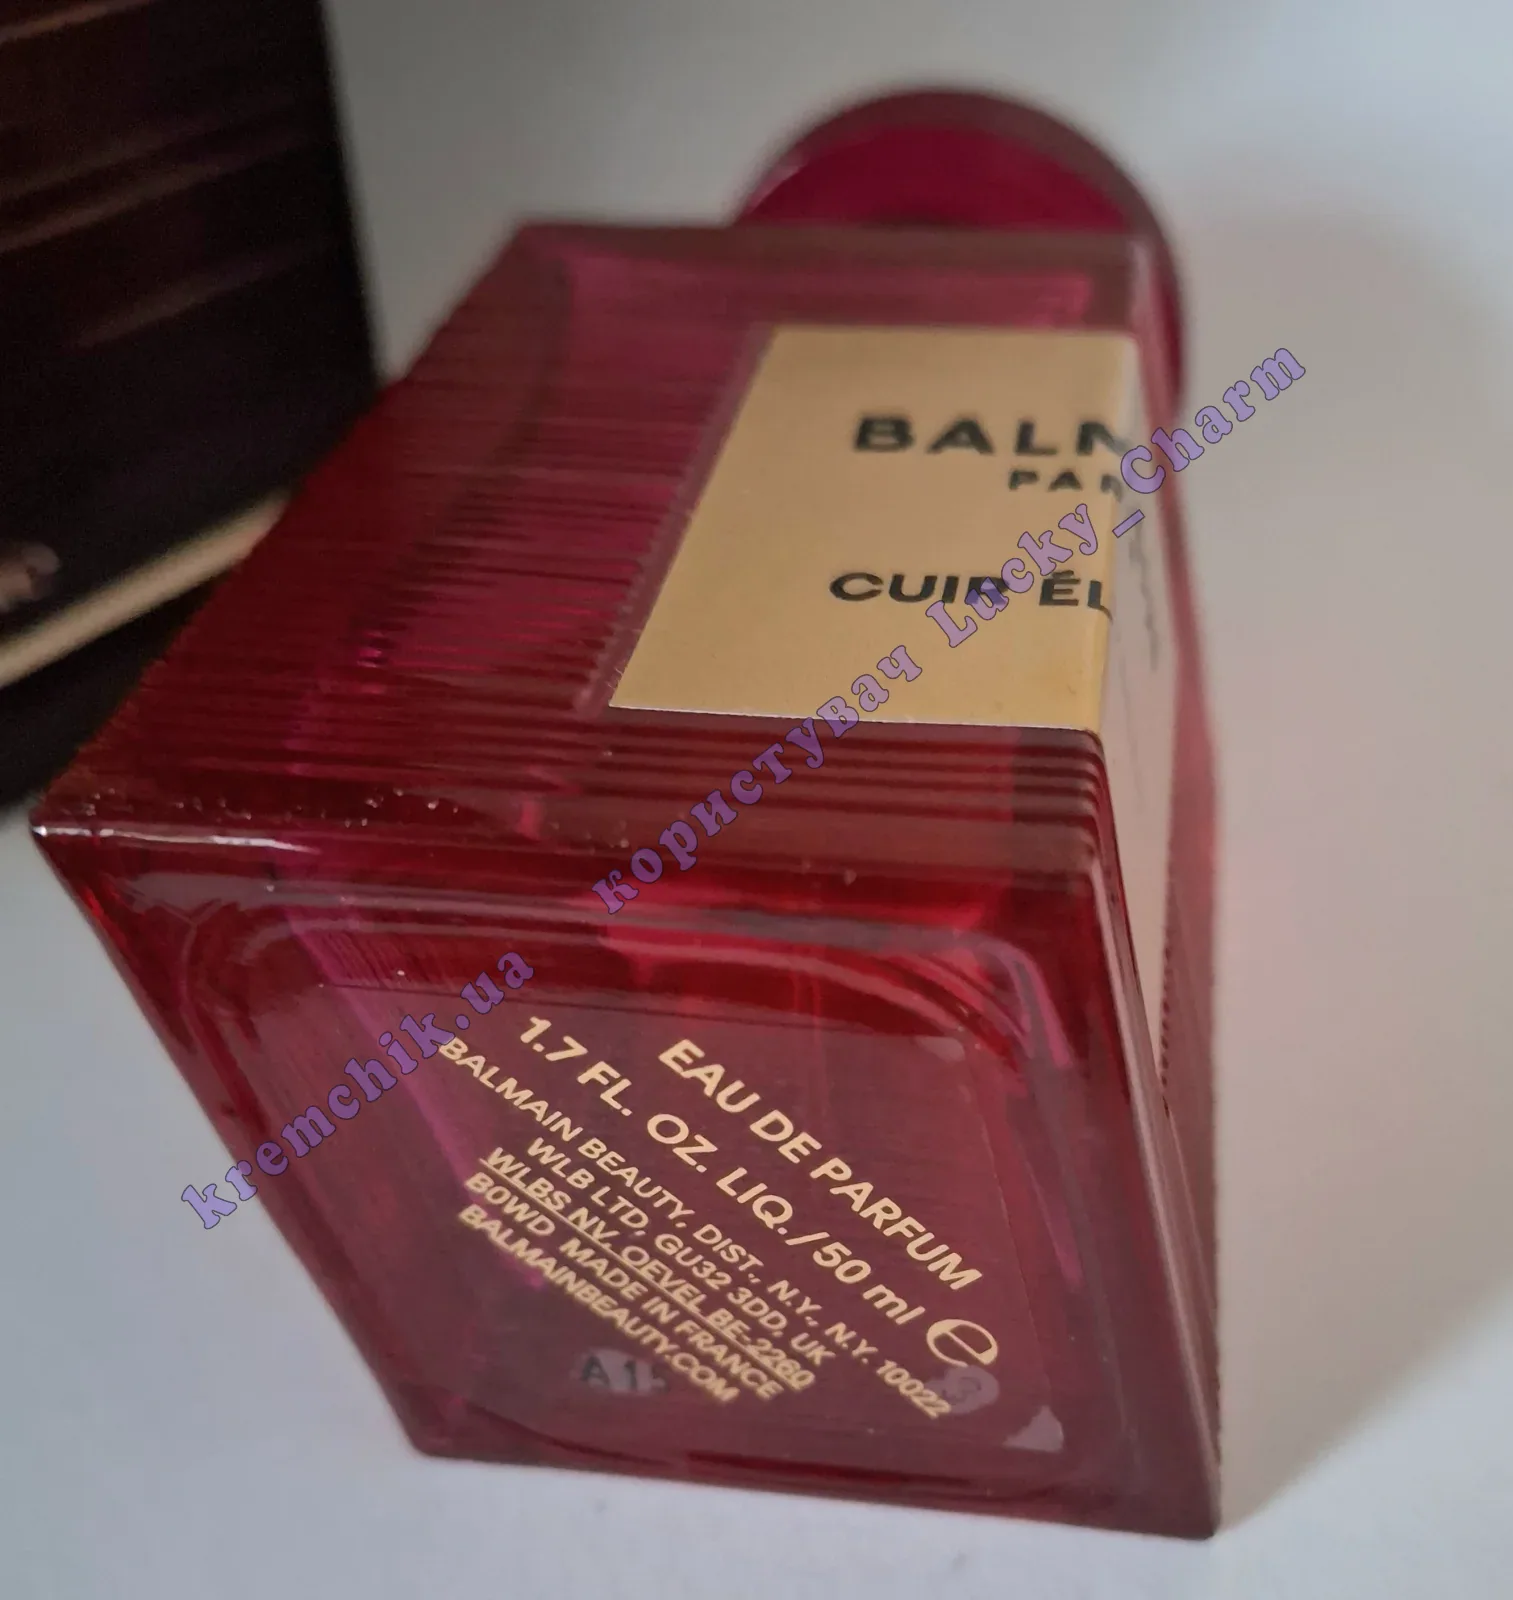 BALM
PAR
CUIR ÉL
EAU DE PARFUM
1.7 FL. OZ. LIQ. / 50 ml e
BALMAIN BEAUTY, DIST., N.Y., N.Y. 10022
WLB LTD, GU32 3DD, UK
WLBS NV, OEVEL BE-2260
B0WD MADE IN FRANCE
BALMAINBEAUTY.COM
A15
kremchik.ua користувач Lucky_Charm